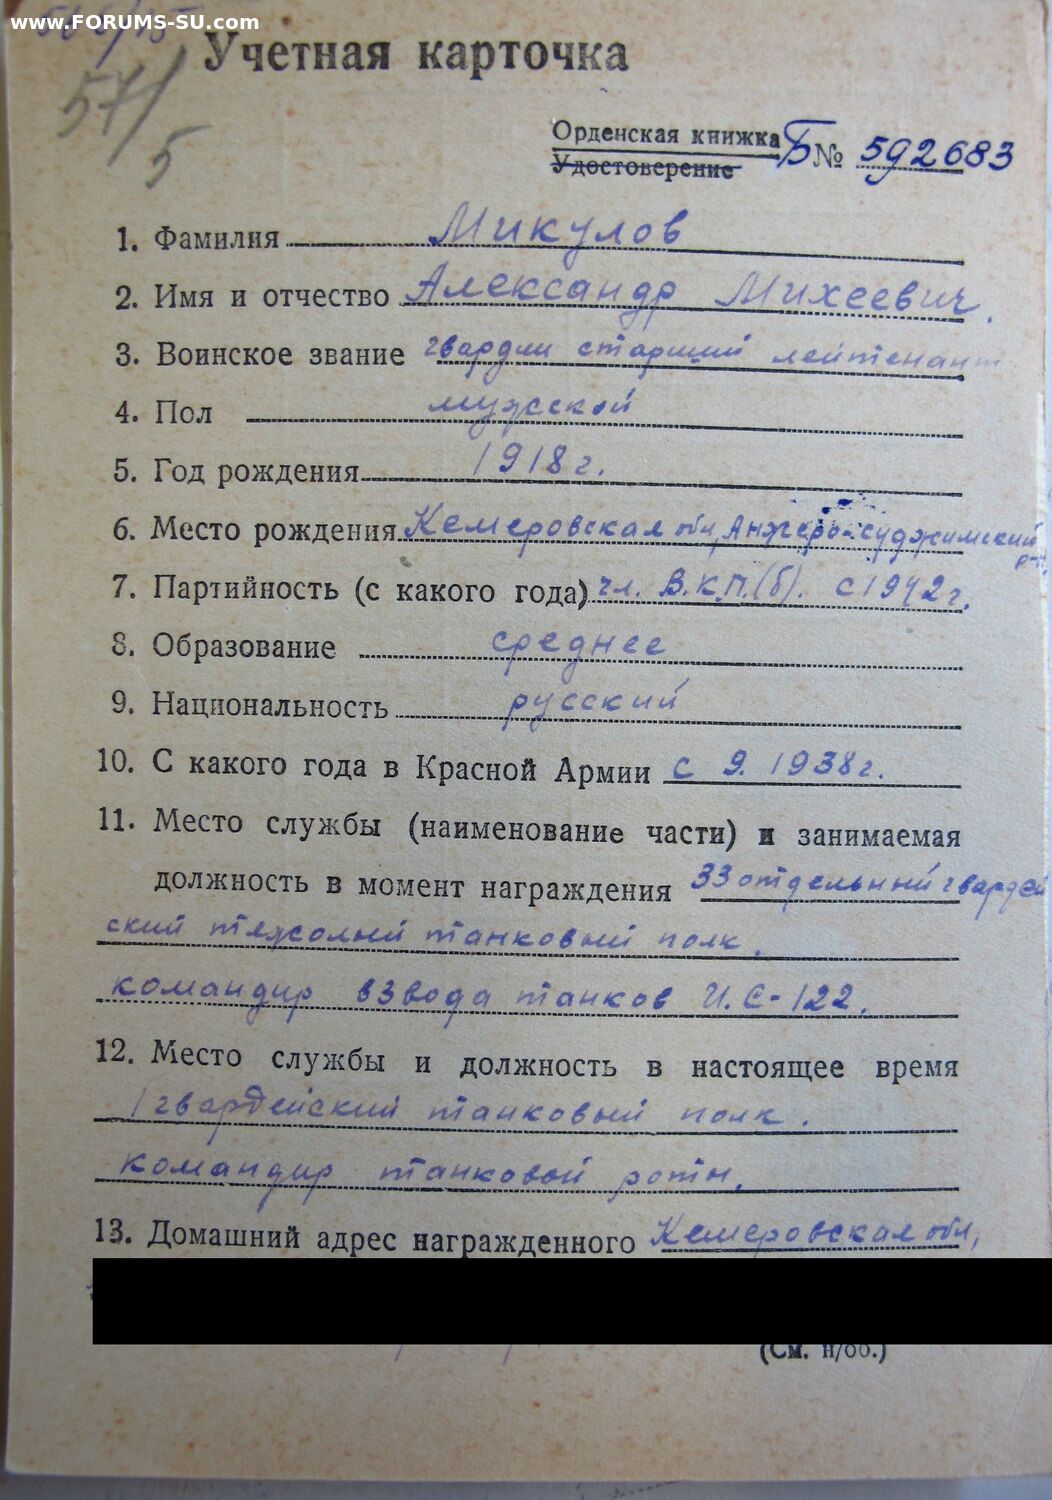 www.FORUMS-SU.com
57/5
Учетная карточка
Орденская книжка Б № 592683
Удостоверение
1. Фамилия Микулов
2. Имя и отчество Александр Михеевич.
3. Воинское звание гвардии старший лейтенант
4. Пол мужской
5. Год рождения 1918 г.
6. Место рождения Кемеровская обл, Анжеро-Суджинский
р-н.
7. Партийность (с какого года) чл. В.К.П.(б). с 1942 г.
8. Образование среднее
9. Национальность русский
10. С какого года в Красной Армии с 9. 1938 г.
11. Место службы (наименование части) и занимаемая
должность в момент награждения 33 отдельный гвардей
ский тяжолый танковый полк.
командир взвода танков И.С-122.
12. Место службы и должность в настоящее время
1 гвардейский танковый полк.
командир танковой роты.
13. Домашний адрес награжденного Кемеровская обл,
(См. н/об.)